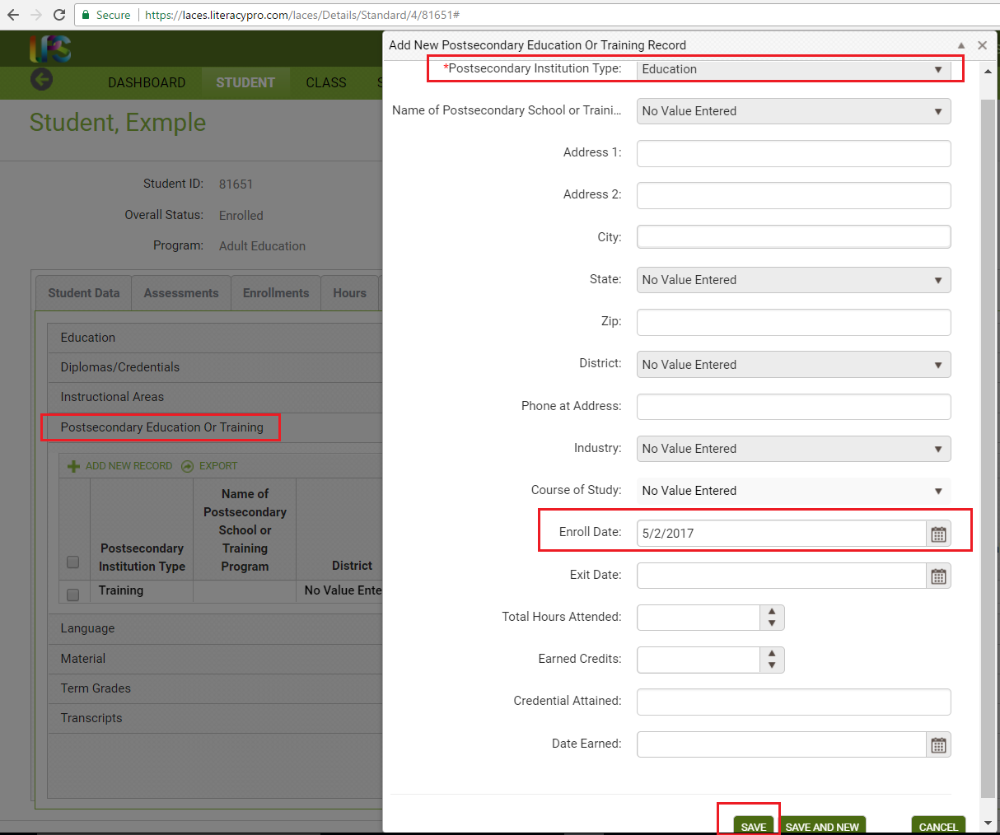 Secure https://laces.literacypro.com/laces/Details/Standard/4/81651#
LPS
DASHBOARD STUDENT CLASS S
Student, Exmple
Student ID: 81651
Overall Status: Enrolled
Program: Adult Education
Student Data Assessments Enrollments Hours
Education
Diplomas/Credentials
Instructional Areas
Postsecondary Education Or Training
ADD NEW RECORD EXPORT
Postsecondary
Institution Type
Name of
Postsecondary
School or
Training
Program
District
Training No Value Ente
Language
Material
Term Grades
Transcripts
Add New Postsecondary Education Or Training Record
*Postsecondary Institution Type: Education
Name of Postsecondary School or Traini... No Value Entered
Address 1:
Address 2:
City:
State: No Value Entered
Zip:
District: No Value Entered
Phone at Address:
Industry: No Value Entered
Course of Study: No Value Entered
Enroll Date: 5/2/2017
Exit Date:
Total Hours Attended:
Earned Credits:
Credential Attained:
Date Earned:
SAVE SAVE AND NEW CANCEL